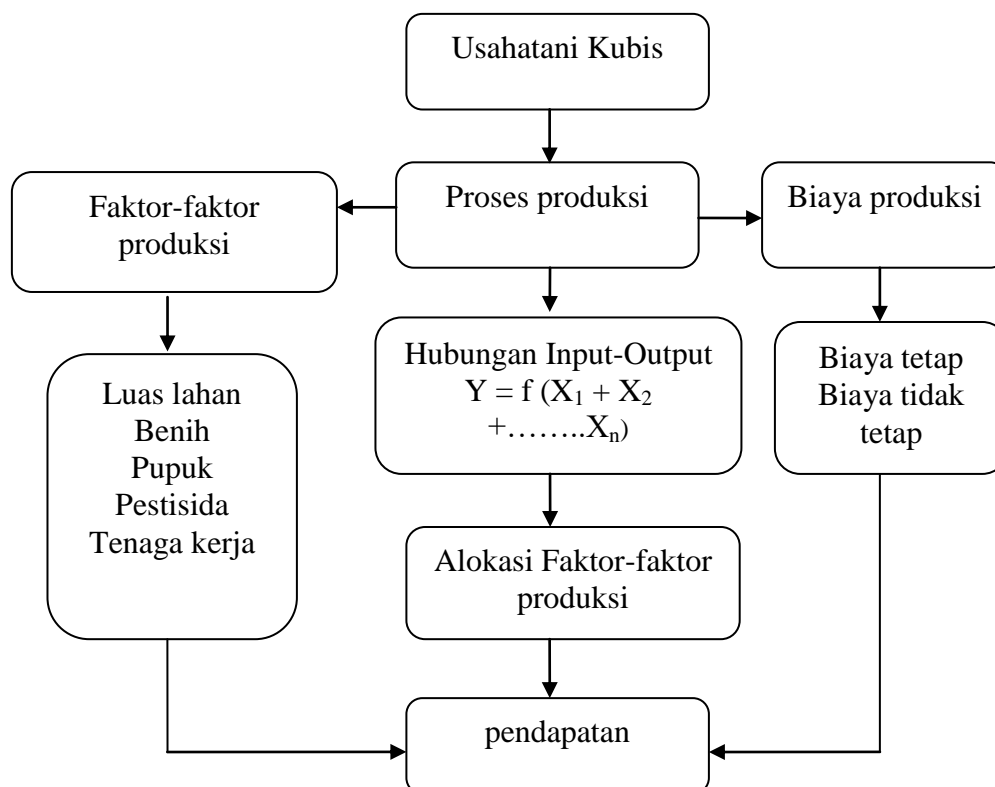 Usahatani Kubis
Faktor-faktor
produksi
Proses produksi
Biaya produksi
Luas lahan
Benih
Pupuk
Pestisida
Tenaga kerja
Hubungan Input-Output
Y = f (X₁ + X₂
+……..Xₙ)
Biaya tetap
Biaya tidak
tetap
Alokasi Faktor-faktor
produksi
pendapatan